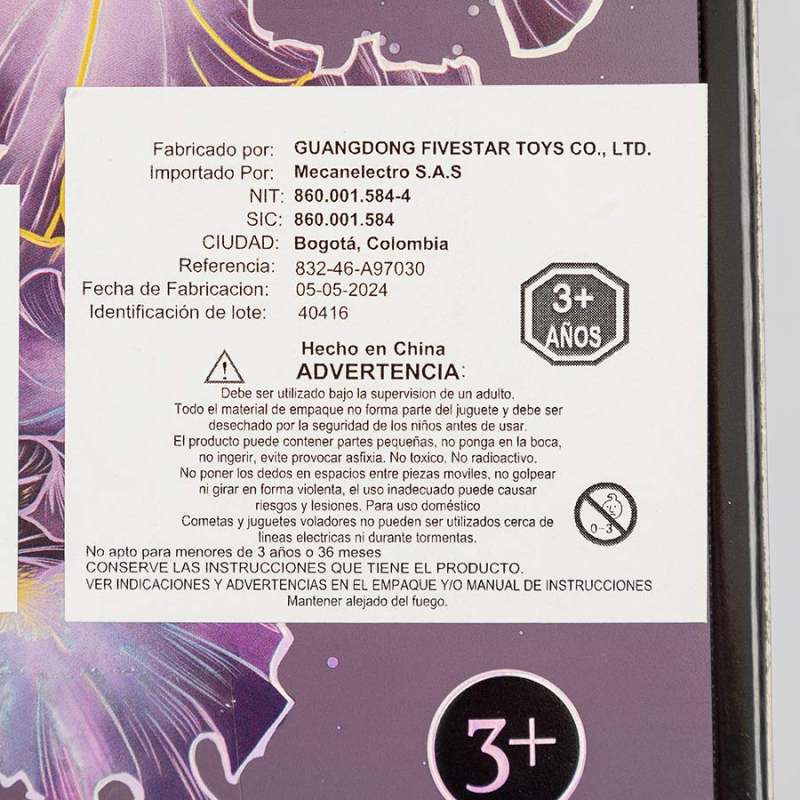 Fabricado por: GUANGDONG FIVESTAR TOYS CO., LTD.
Importado Por: Mecanelectro S.A.S
NIT: 860.001.584-4
SIC: 860.001.584
CIUDAD: Bogotá, Colombia
Referencia: 832-46-A97030
Fecha de Fabricacion: 05-05-2024
Identificación de lote: 40416
3+
AÑOS
Hecho en China
ADVERTENCIA:
Debe ser utilizado bajo la supervision de un adulto.
Todo el material de empaque no forma parte del juguete y debe ser
desechado por la seguridad de los niños antes de usar.
El producto puede contener partes pequeñas, no ponga en la boca,
no ingerir, evite provocar asfixia. No toxico, No radioactivo.
No poner los dedos en espacios entre piezas moviles, no golpear
ni girar en forma violenta, el uso inadecuado puede causar
riesgos y lesiones. Para uso doméstico
Cometas y juguetes voladores no pueden ser utilizados cerca de
lineas electricas ni durante tormentas.
0-3
No apto para menores de 3 años o 36 meses
CONSERVE LAS INSTRUCCIONES QUE TIENE EL PRODUCTO.
VER INDICACIONES Y ADVERTENCIAS EN EL EMPAQUE Y/O MANUAL DE INSTRUCCIONES
Mantener alejado del fuego.
3+